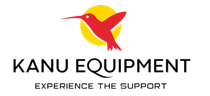 KANU EQUIPMENT
EXPERIENCE THE SUPPORT